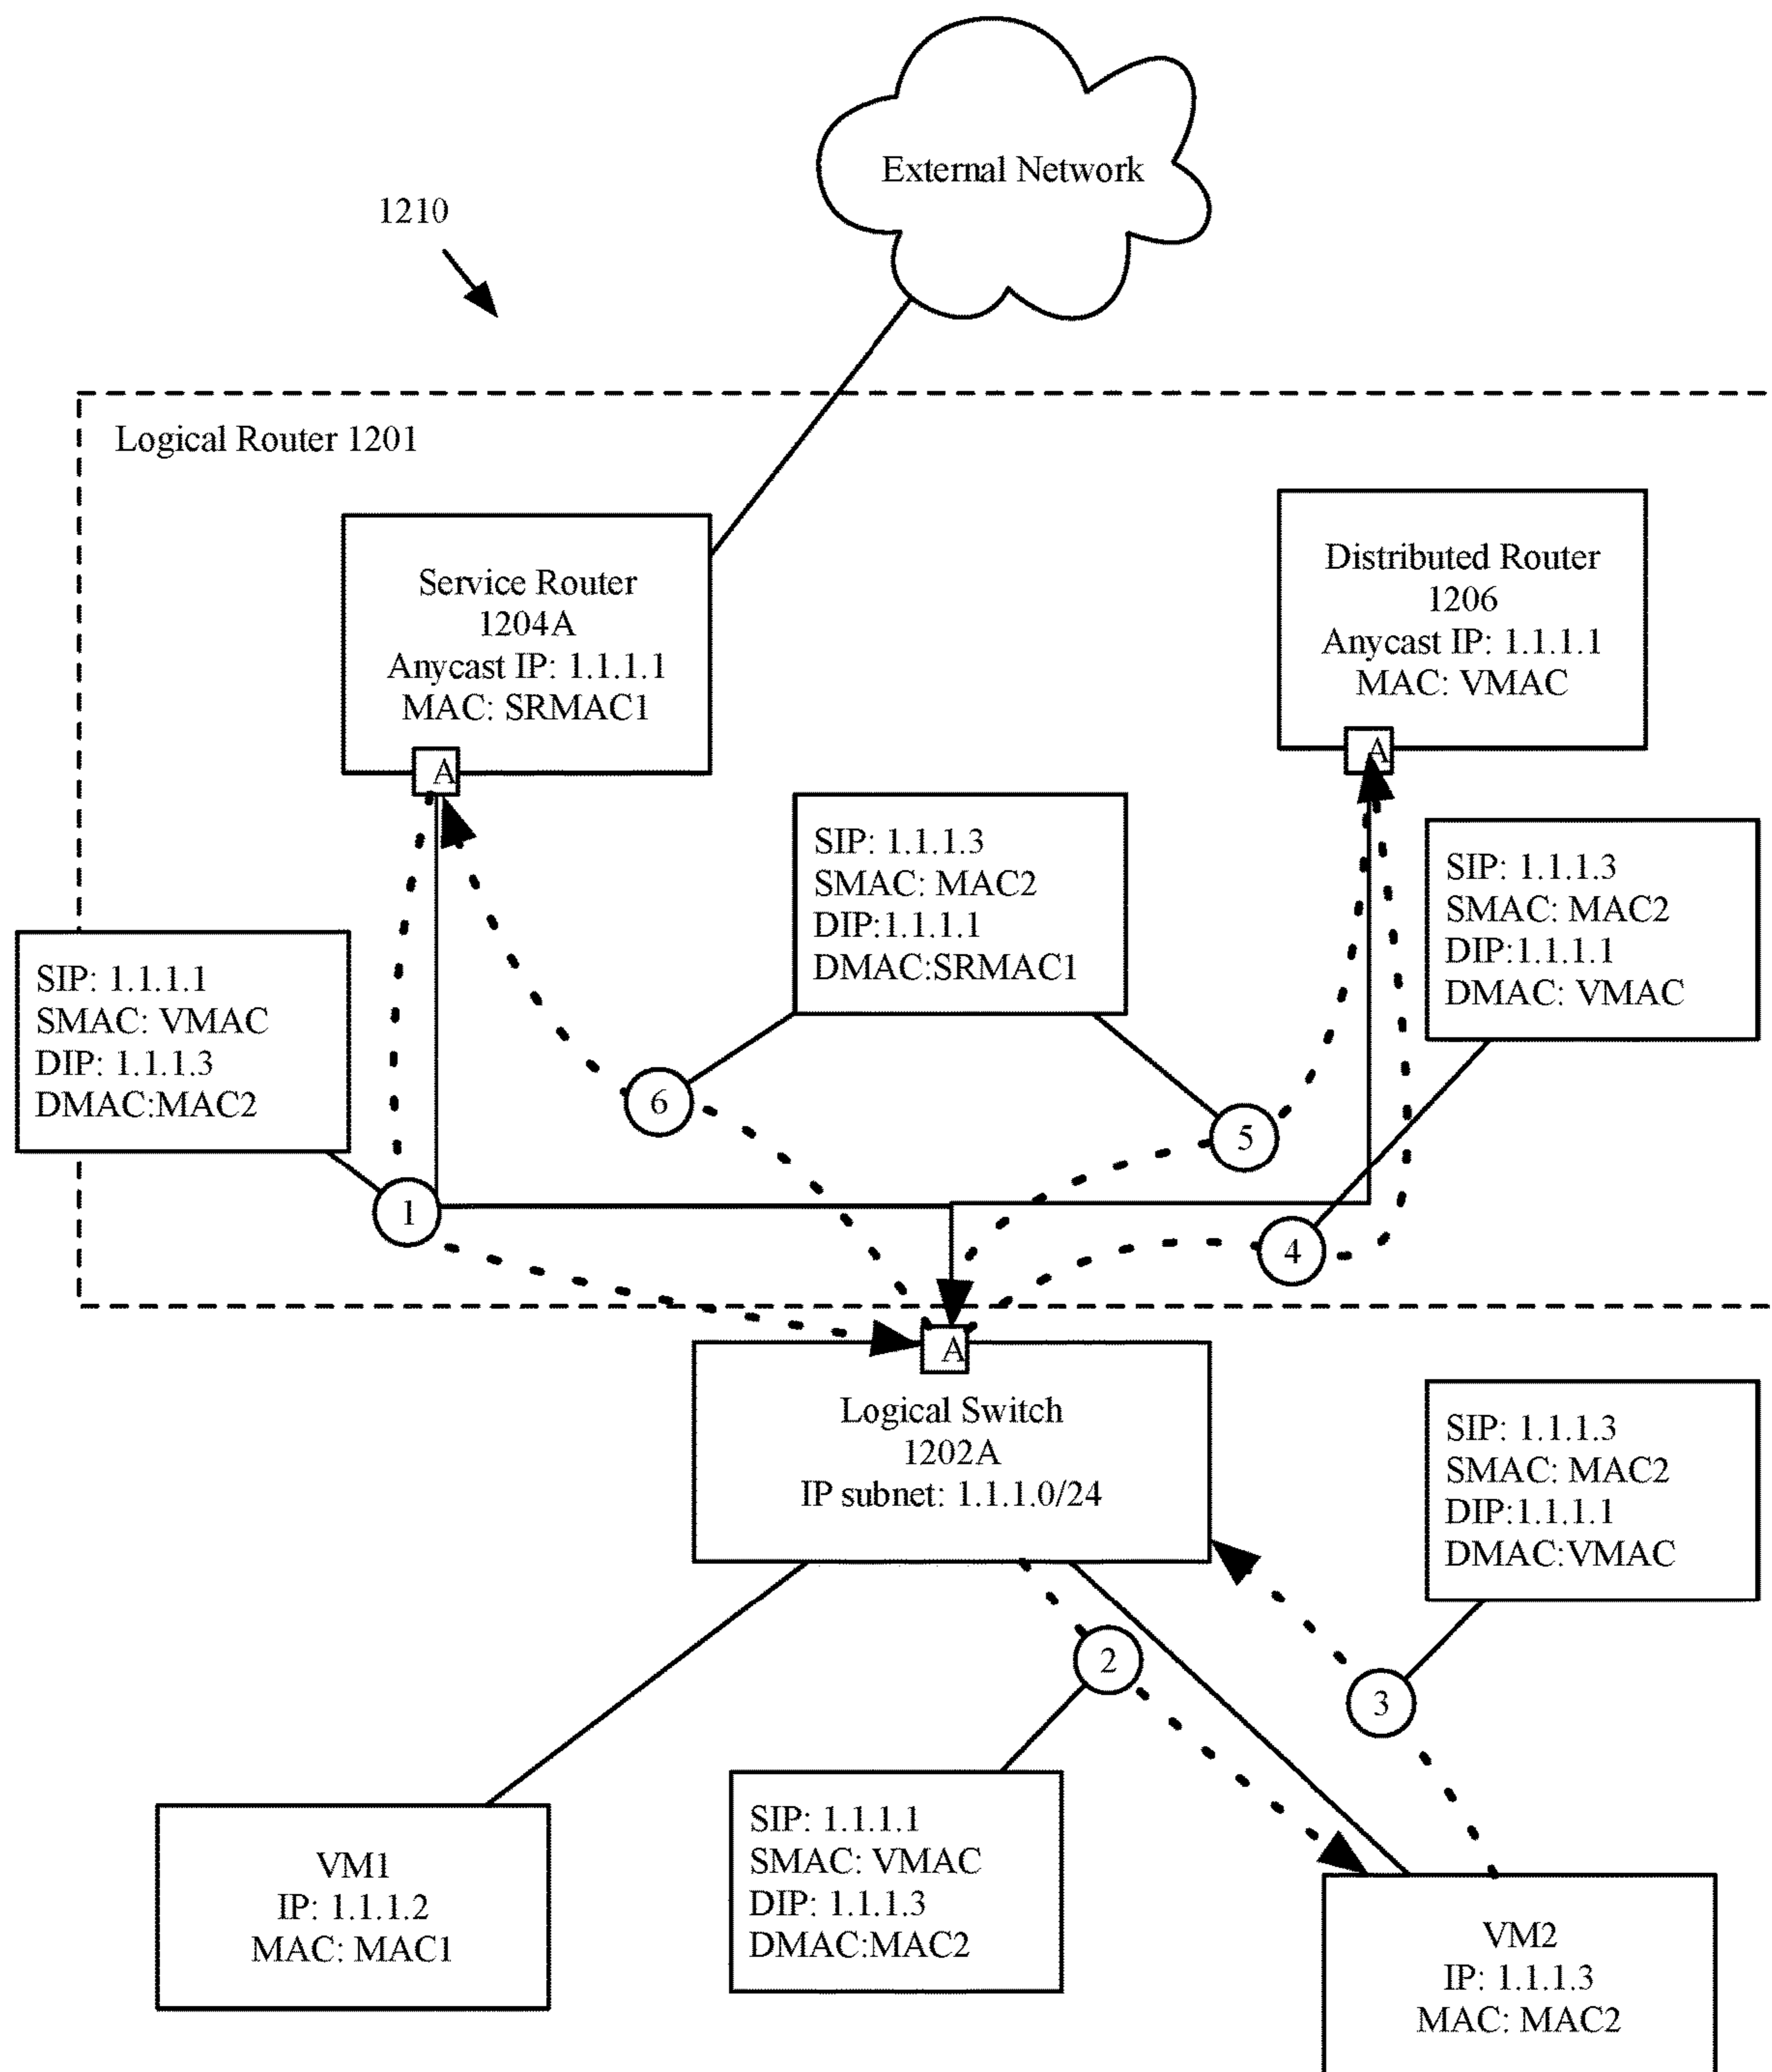 External Network
1210
Logical Router 1201
Service Router
1204A
Anycast IP: 1.1.1.1
MAC: SRMAC1
A
Distributed Router
1206
Anycast IP: 1.1.1.1
MAC: VMAC
A
SIP: 1.1.1.3
SMAC: MAC2
DIP:1.1.1.1
DMAC:SRMAC1
SIP: 1.1.1.3
SMAC: MAC2
DIP:1.1.1.1
DMAC: VMAC
SIP: 1.1.1.1
SMAC: VMAC
DIP: 1.1.1.3
DMAC:MAC2
6
5
1
4
A
Logical Switch
1202A
IP subnet: 1.1.1.0/24
SIP: 1.1.1.3
SMAC: MAC2
DIP:1.1.1.1
DMAC:VMAC
2
3
SIP: 1.1.1.1
SMAC: VMAC
DIP: 1.1.1.3
DMAC:MAC2
VM1
IP: 1.1.1.2
MAC: MAC1
VM2
IP: 1.1.1.3
MAC: MAC2